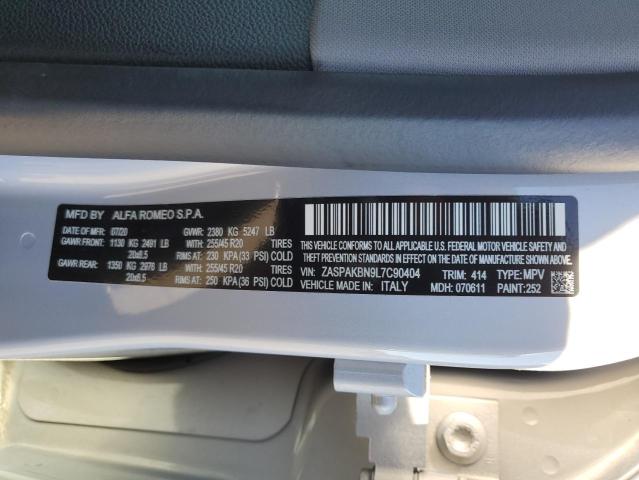 MFD BY ALFA ROMEO S.P.A.
DATE OF MFR: 07/20 GVWR: 2380 KG 5247 LB
GAWR FRONT: 1130 KG 2491 LB WITH: 255/45 R20 TIRES
20x8.5 RIMS AT: 230 KPA (33 PSI) COLD
GAWR REAR: 1350 KG 2976 LB WITH: 255/45 R20 TIRES
20x8.5 RIMS AT: 250 KPA (36 PSI) COLD
THIS VEHICLE CONFORMS TO ALL APPLICABLE U.S.A. FEDERAL MOTOR VEHICLE SAFETY, BUMPER, AND THEFT PREVENTION STANDARDS IN EFFECT ON THE DATE OF MANUFACTURE SHOWN ABOVE.
VIN: ZASPAKBN9L7C90404 TRIM: 414 TYPE: MPV
VEHICLE MADE IN: ITALY MDH: 070611 PAINT: 252